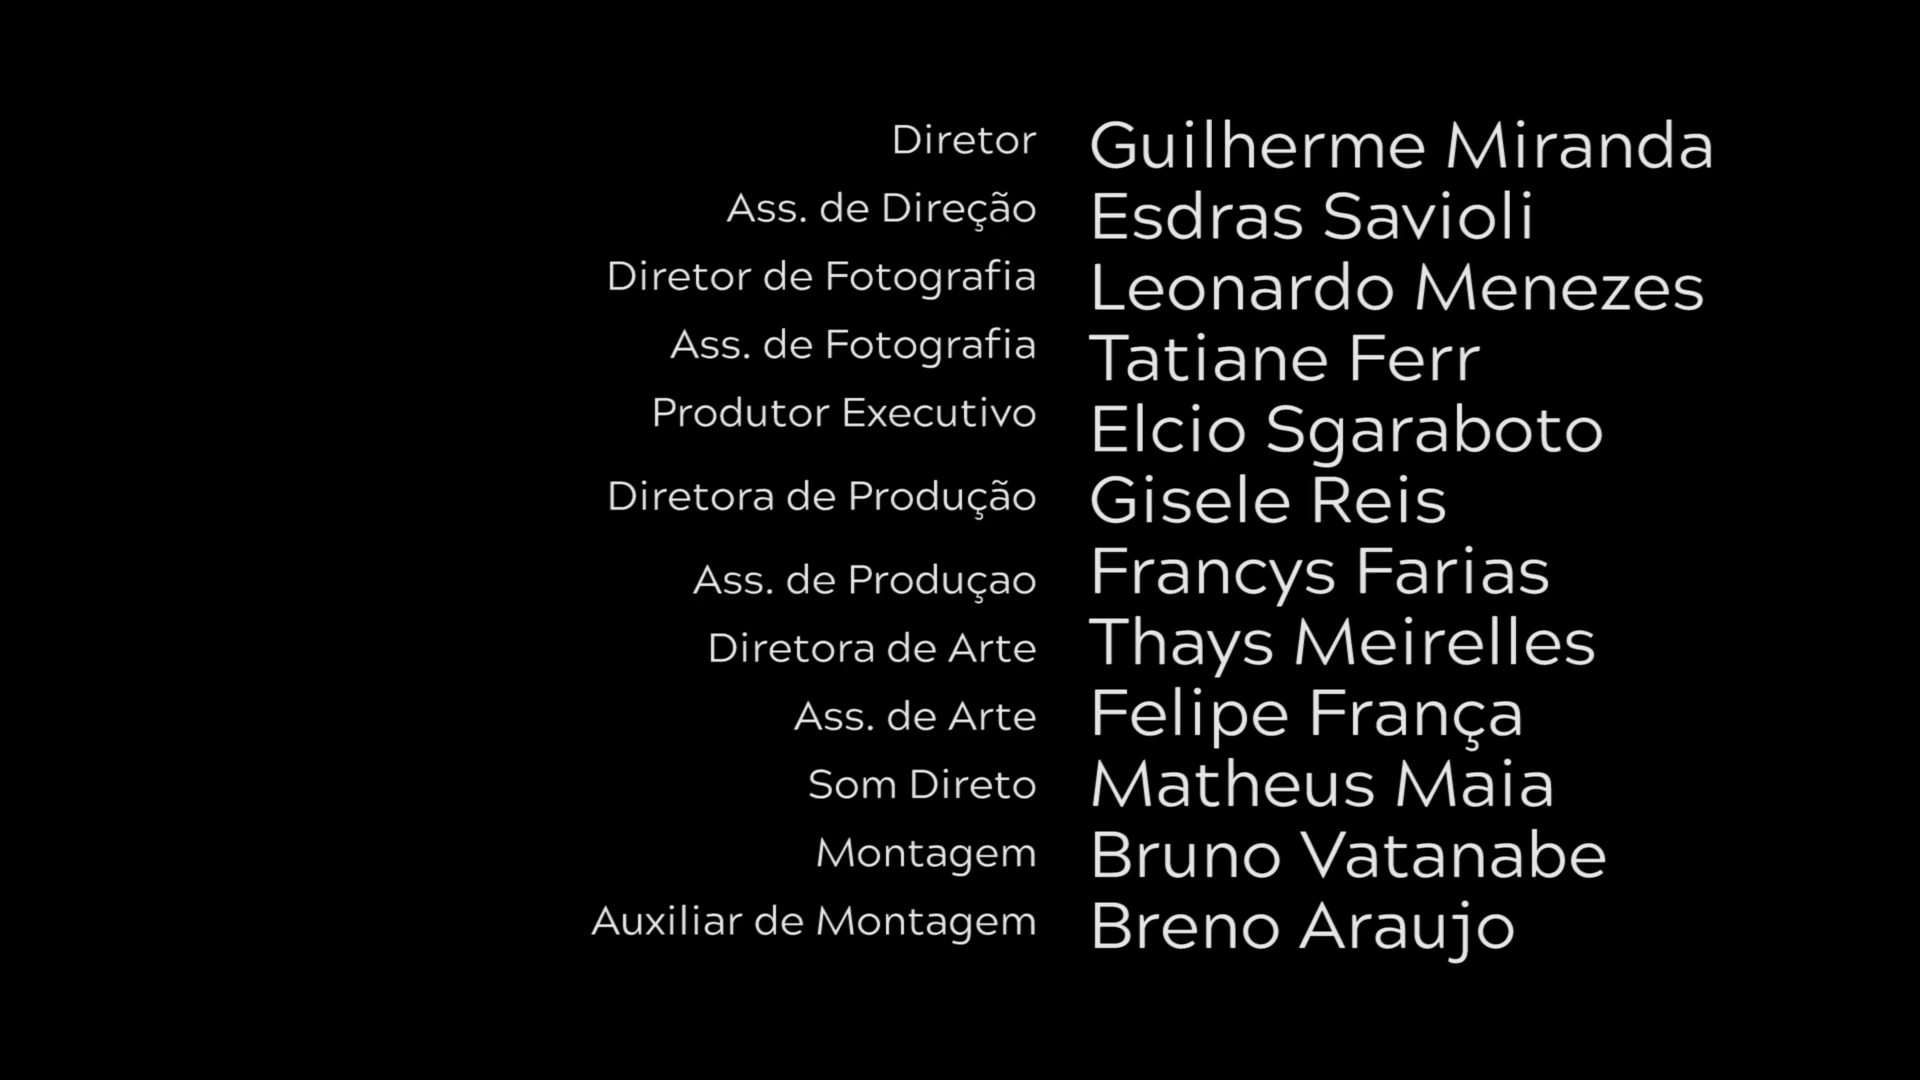 Diretor Guilherme Miranda
Ass. de Direção Esdras Savioli
Diretor de Fotografia Leonardo Menezes
Ass. de Fotografia Tatiane Ferr
Produtor Executivo Elcio Sgaraboto
Diretora de Produção Gisele Reis
Ass. de Produçao Francys Farias
Diretora de Arte Thays Meirelles
Ass. de Arte Felipe França
Som Direto Matheus Maia
Montagem Bruno Vatanabe
Auxiliar de Montagem Breno Araujo